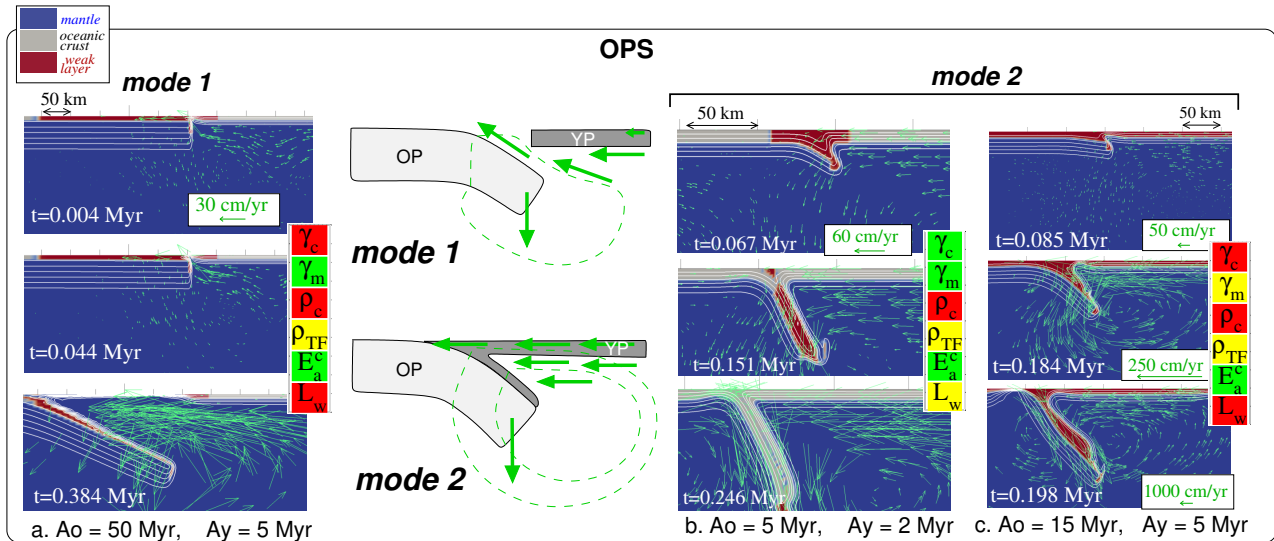 mantle
oceanic
crust
weak
layer
OPS
mode 1
mode 2
50 km
t=0.004 Myr
30 cm/yr
t=0.044 Myr
t=0.384 Myr
γc
γm
ρc
ρTF
Eac
Lw
a. Ao = 50 Myr, Ay = 5 Myr
OP
YP
mode 1
OP
YP
mode 2
50 km
t=0.067 Myr
60 cm/yr
t=0.151 Myr
t=0.246 Myr
γc
γm
ρc
ρTF
Eac
Lw
b. Ao = 5 Myr, Ay = 2 Myr
50 km
t=0.085 Myr
50 cm/yr
t=0.184 Myr
250 cm/yr
t=0.198 Myr
1000 cm/yr
γc
γm
ρc
ρTF
Eac
Lw
c. Ao = 15 Myr, Ay = 5 Myr